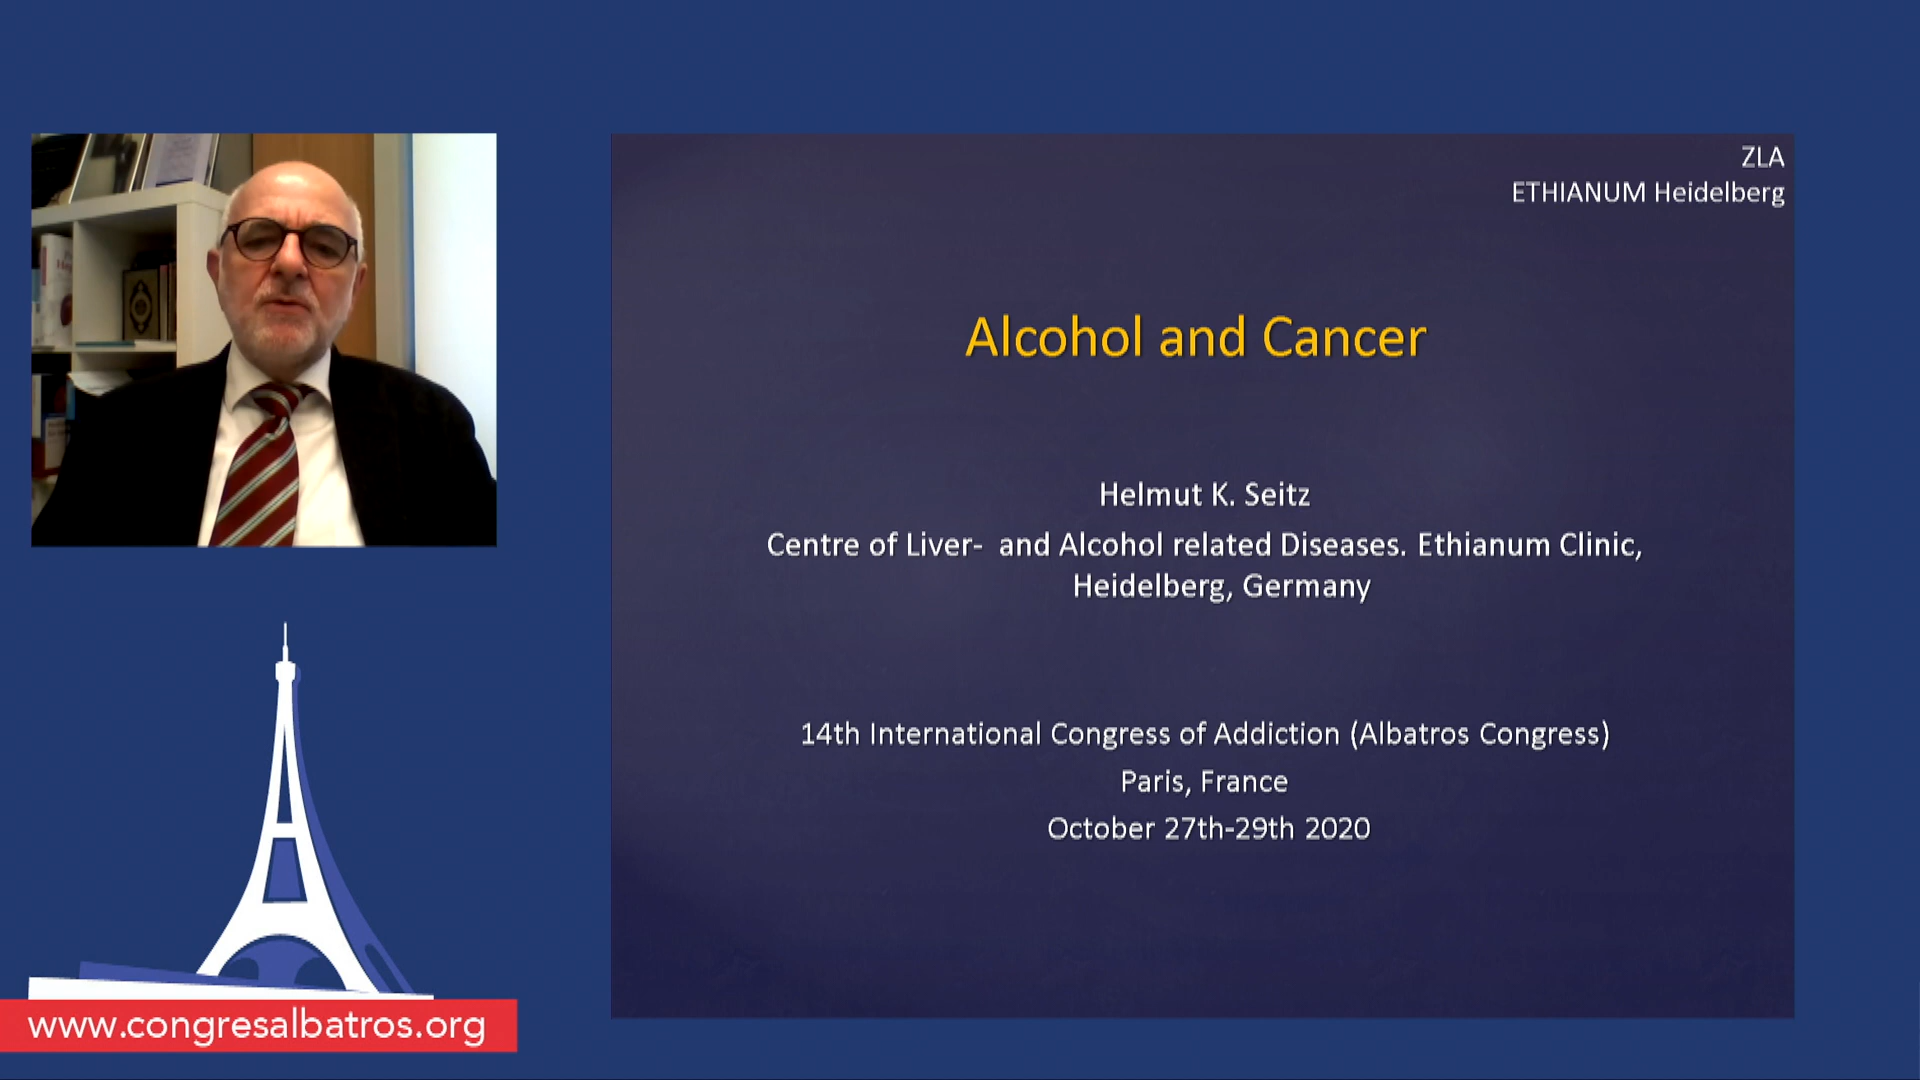 ZLA
ETHIANUM Heidelberg
Alcohol and Cancer
Helmut K. Seitz
Centre of Liver- and Alcohol related Diseases. Ethianum Clinic,
Heidelberg, Germany
14th International Congress of Addiction (Albatros Congress)
Paris, France
October 27th-29th 2020
www.congresalbatros.org